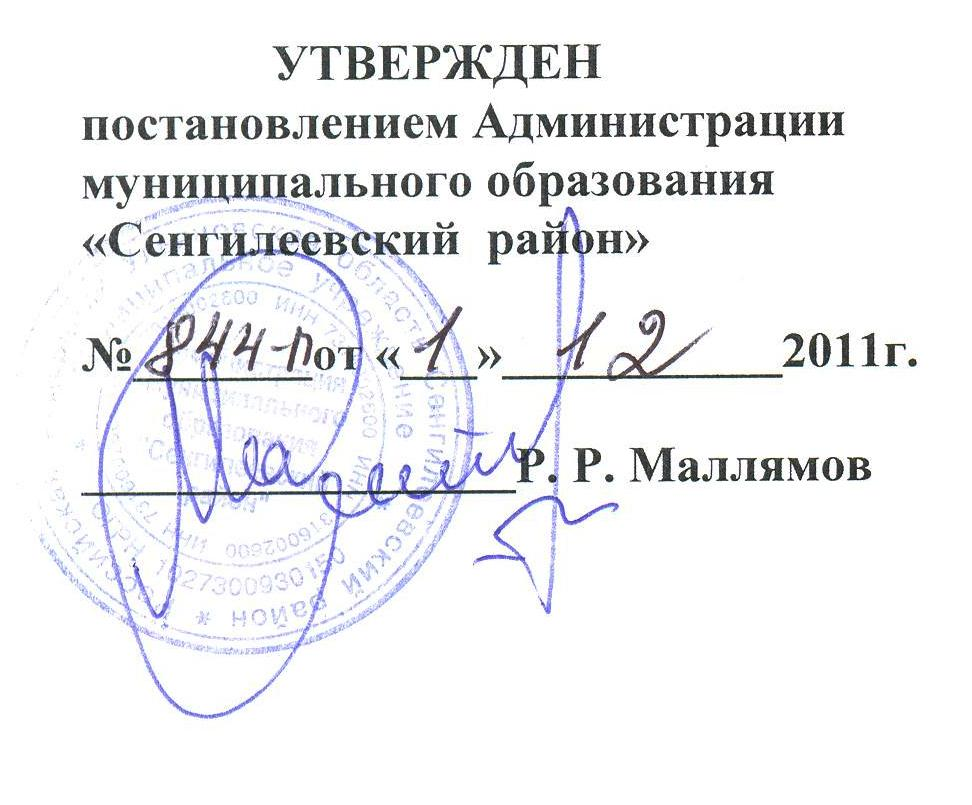 УТВЕРЖДЕН
постановлением Администрации
муниципального образования
«Сенгилеевский район»
№ 844-п от «1» 12 2011г.
Р. Р. Маллямов